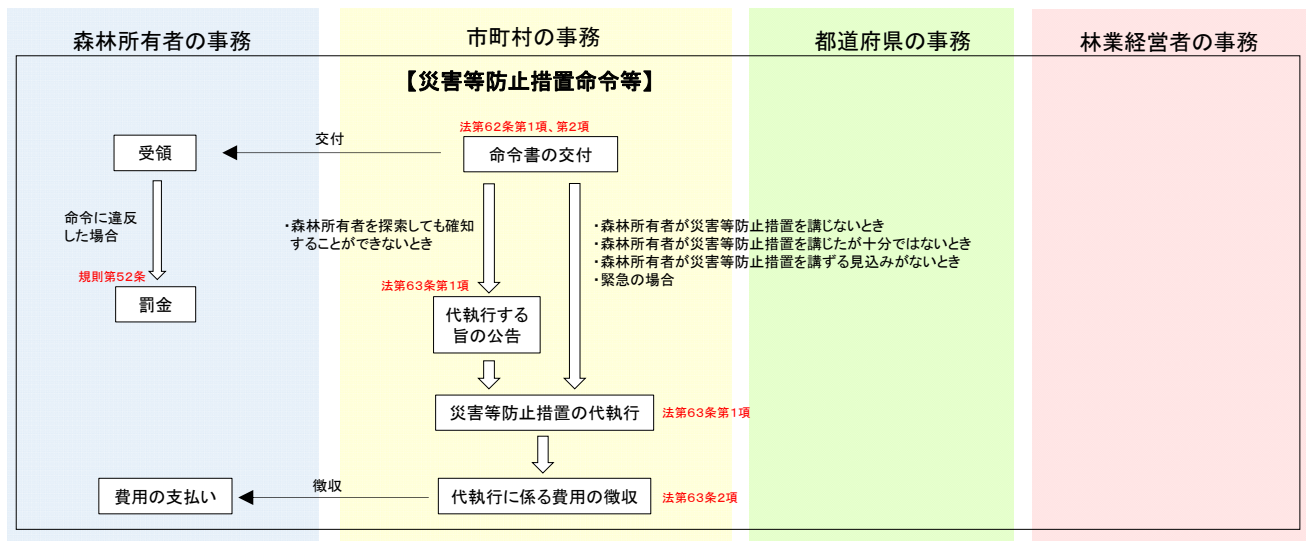 森林所有者の事務
市町村の事務
都道府県の事務
林業経営者の事務
【災害等防止措置命令等】
法第62条第1項、第2項
受領
交付
命令書の交付
命令に違反
した場合
・森林所有者を探索しても確知
することができないとき
・森林所有者が災害等防止措置を講じないとき
・森林所有者が災害等防止措置を講じたが十分ではないとき
・森林所有者が災害等防止措置を講ずる見込みがないとき
・緊急の場合
規則第52条
罰金
法第63条第1項
代執行する
旨の公告
災害等防止措置の代執行
法第63条第1項
費用の支払い
徴収
代執行に係る費用の徴収
法第63条2項